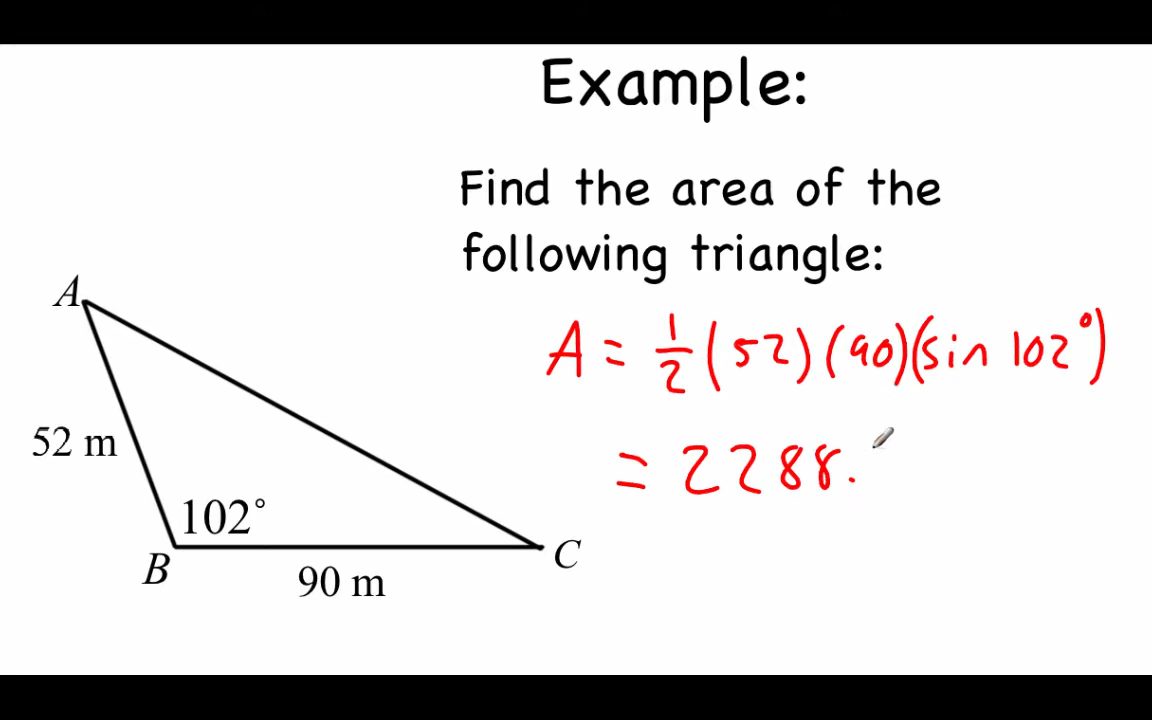 Example:
Find the area of the
following triangle:
A
A = 1/2 (52)(90)(sin 102°)
52 m
= 2288.
102°
B
C
90 m